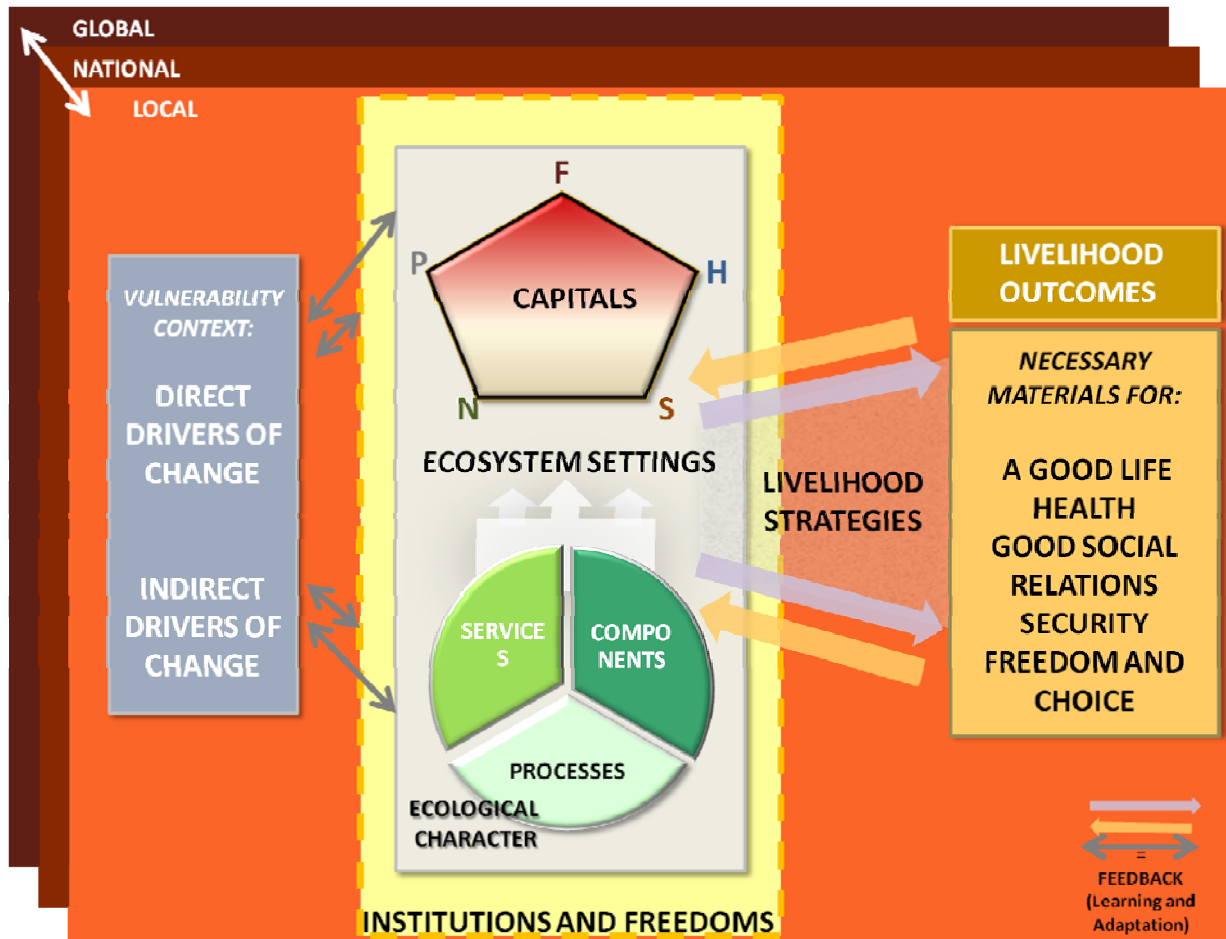 GLOBAL
NATIONAL
LOCAL
VULNERABILITY
CONTEXT:
DIRECT
DRIVERS OF
CHANGE
INDIRECT
DRIVERS OF
CHANGE
F
P
H
CAPITALS
N
S
ECOSYSTEM SETTINGS
SERVICE
S
COMPO
NENTS
PROCESSES
ECOLOGICAL
CHARACTER
INSTITUTIONS AND FREEDOMS
LIVELIHOOD
STRATEGIES
LIVELIHOOD
OUTCOMES
NECESSARY
MATERIALS FOR:
A GOOD LIFE
HEALTH
GOOD SOCIAL
RELATIONS
SECURITY
FREEDOM AND
CHOICE
=
FEEDBACK
(Learning and
Adaptation)